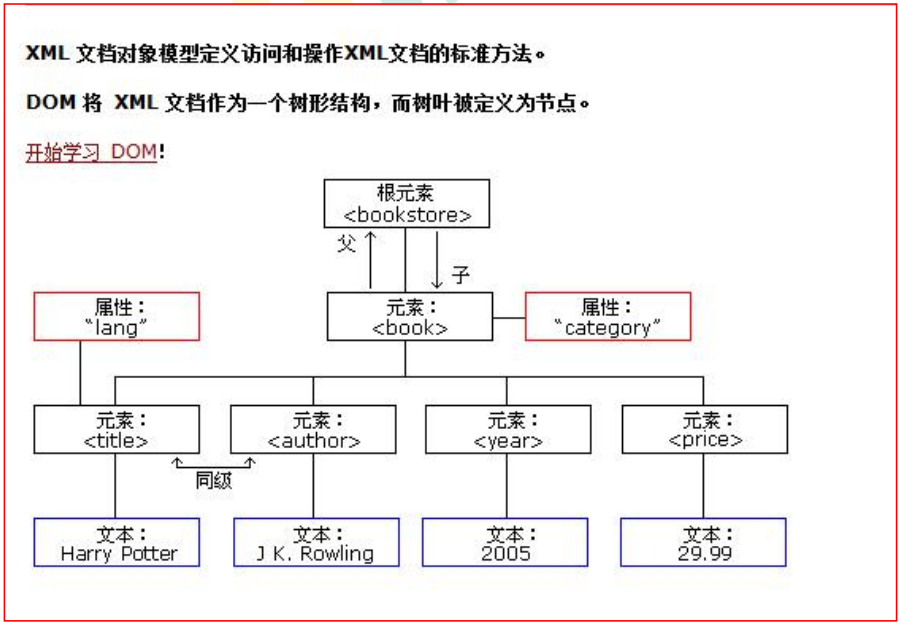 XML 文档对象模型定义访问和操作XML文档的标准方法。
DOM 将 XML 文档作为一个树形结构，而树叶被定义为节点。
开始学习 DOM!
根元素
<bookstore>
父
子
属性：
“lang”
元素：
<book>
属性：
“category”
元素：
<title>
元素：
<author>
元素：
<year>
元素：
<price>
同级
文本：
Harry Potter
文本：
J K. Rowling
文本：
2005
文本：
29.99